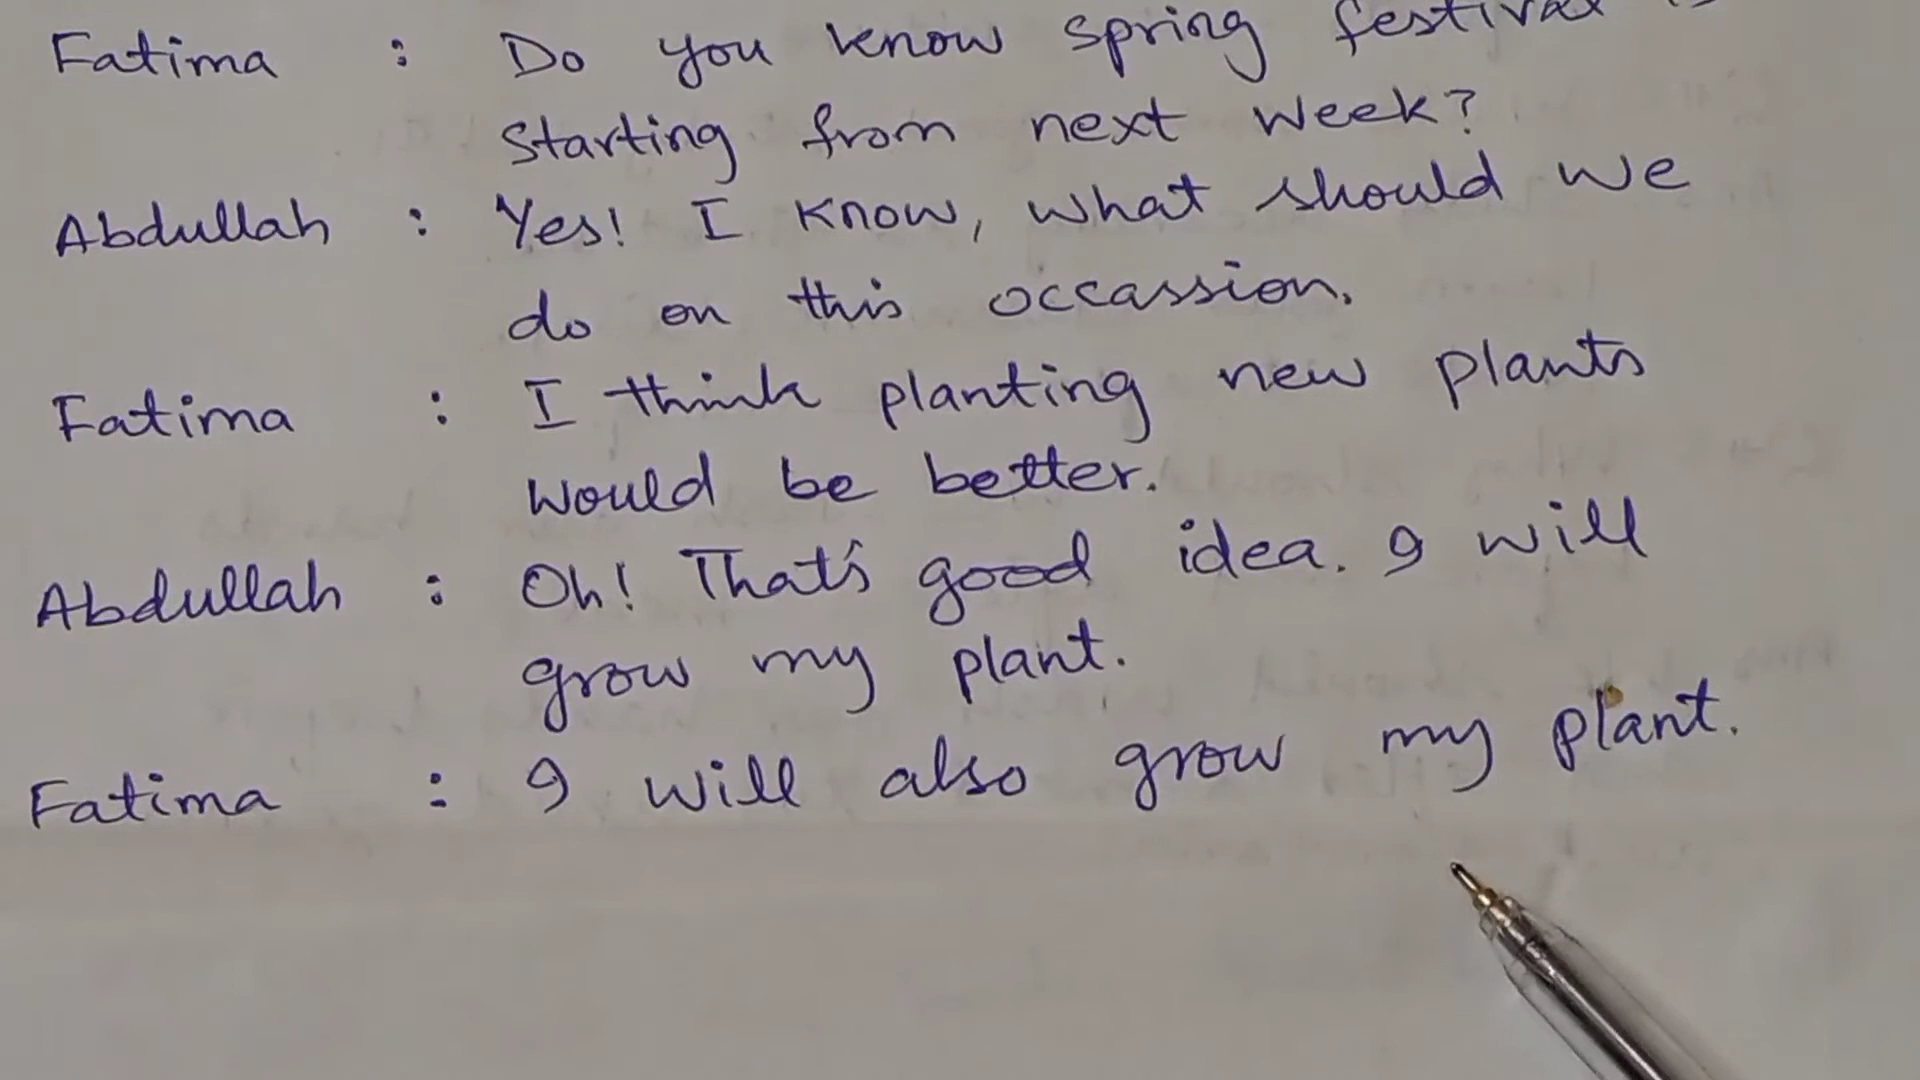 Fatima : Do you know spring festival is
starting from next week?
Abdullah : Yes! I know, what should we
do on this occassion.
Fatima : I think planting new plants
would be better.
Abdullah : Oh! That's good idea. I will
grow my plant.
Fatima : I will also grow my plant.